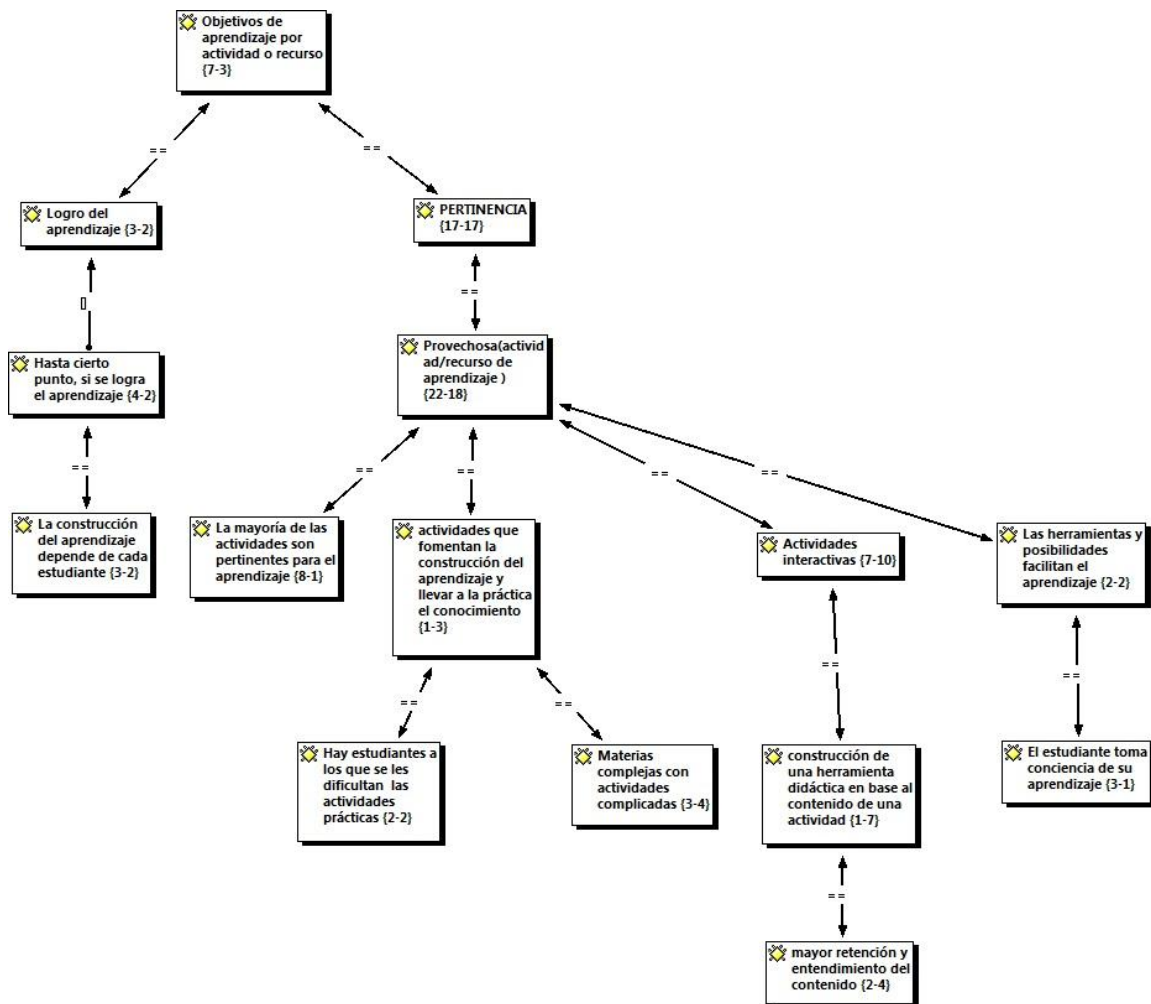 Objetivos de
aprendizaje por
actividad o recurso
{7-3}
==
==
Logro del
aprendizaje {3-2}
PERTINENCIA
{17-17}
[]
==
Hasta cierto
punto, si se logra
el aprendizaje {4-2}
Provechosa(activid
ad/recurso de
aprendizaje )
{22-18}
==
==
==
==
==
La construcción
del aprendizaje
depende de cada
estudiante {3-2}
La mayoría de las
actividades son
pertinentes para el
aprendizaje {8-1}
actividades que
fomentan la
construcción del
aprendizaje y
llevar a la práctica
el conocimiento
{1-3}
Actividades
interactivas {7-10}
Las herramientas y
posibilidades
facilitan el
aprendizaje {2-2}
==
==
==
==
Hay estudiantes a
los que se les
dificultan las
actividades
prácticas {2-2}
Materias
complejas con
actividades
complicadas {3-4}
construcción de
una herramienta
didáctica en base al
contenido de una
actividad {1-7}
El estudiante toma
conciencia de su
aprendizaje {3-1}
==
mayor retención y
entendimiento del
contenido {2-4}